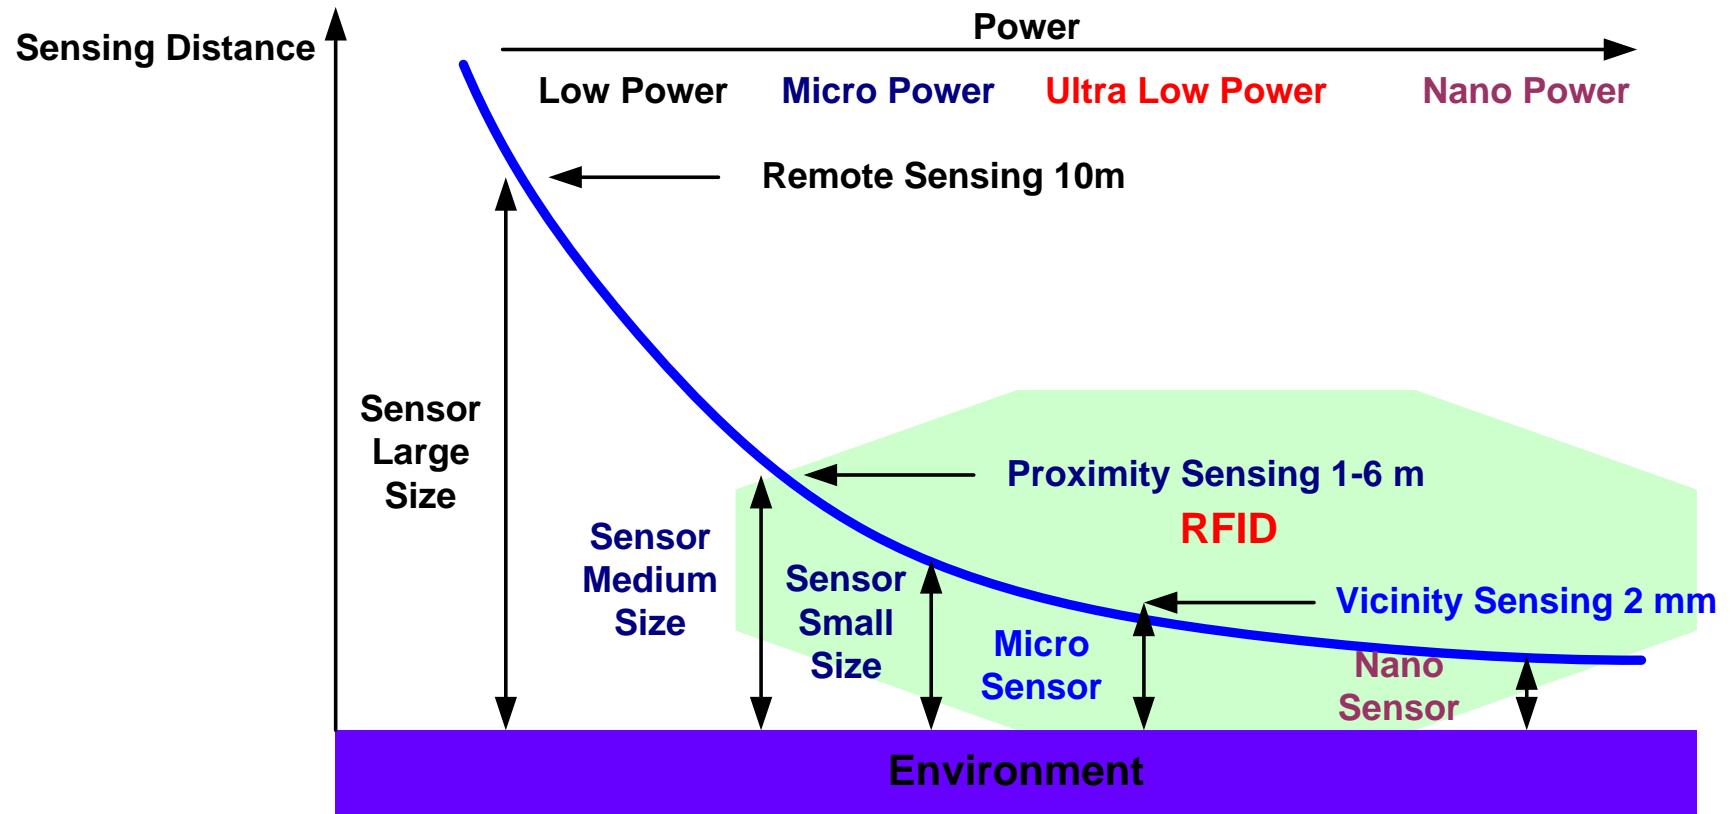 Power
Sensing Distance
Low Power
Micro Power
Ultra Low Power
Nano Power
Remote Sensing 10m
Sensor
Large
Size
Proximity Sensing 1-6 m
RFID
Sensor
Medium
Size
Sensor
Small
Size
Vicinity Sensing 2 mm
Micro
Sensor
Nano
Sensor
Environment